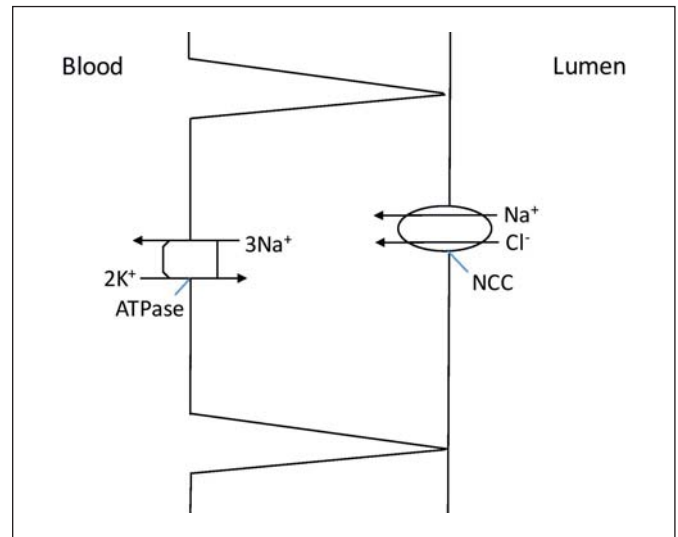 Blood
Lumen
Na⁺
3Na⁺
Cl⁻
2K⁺
NCC
ATPase